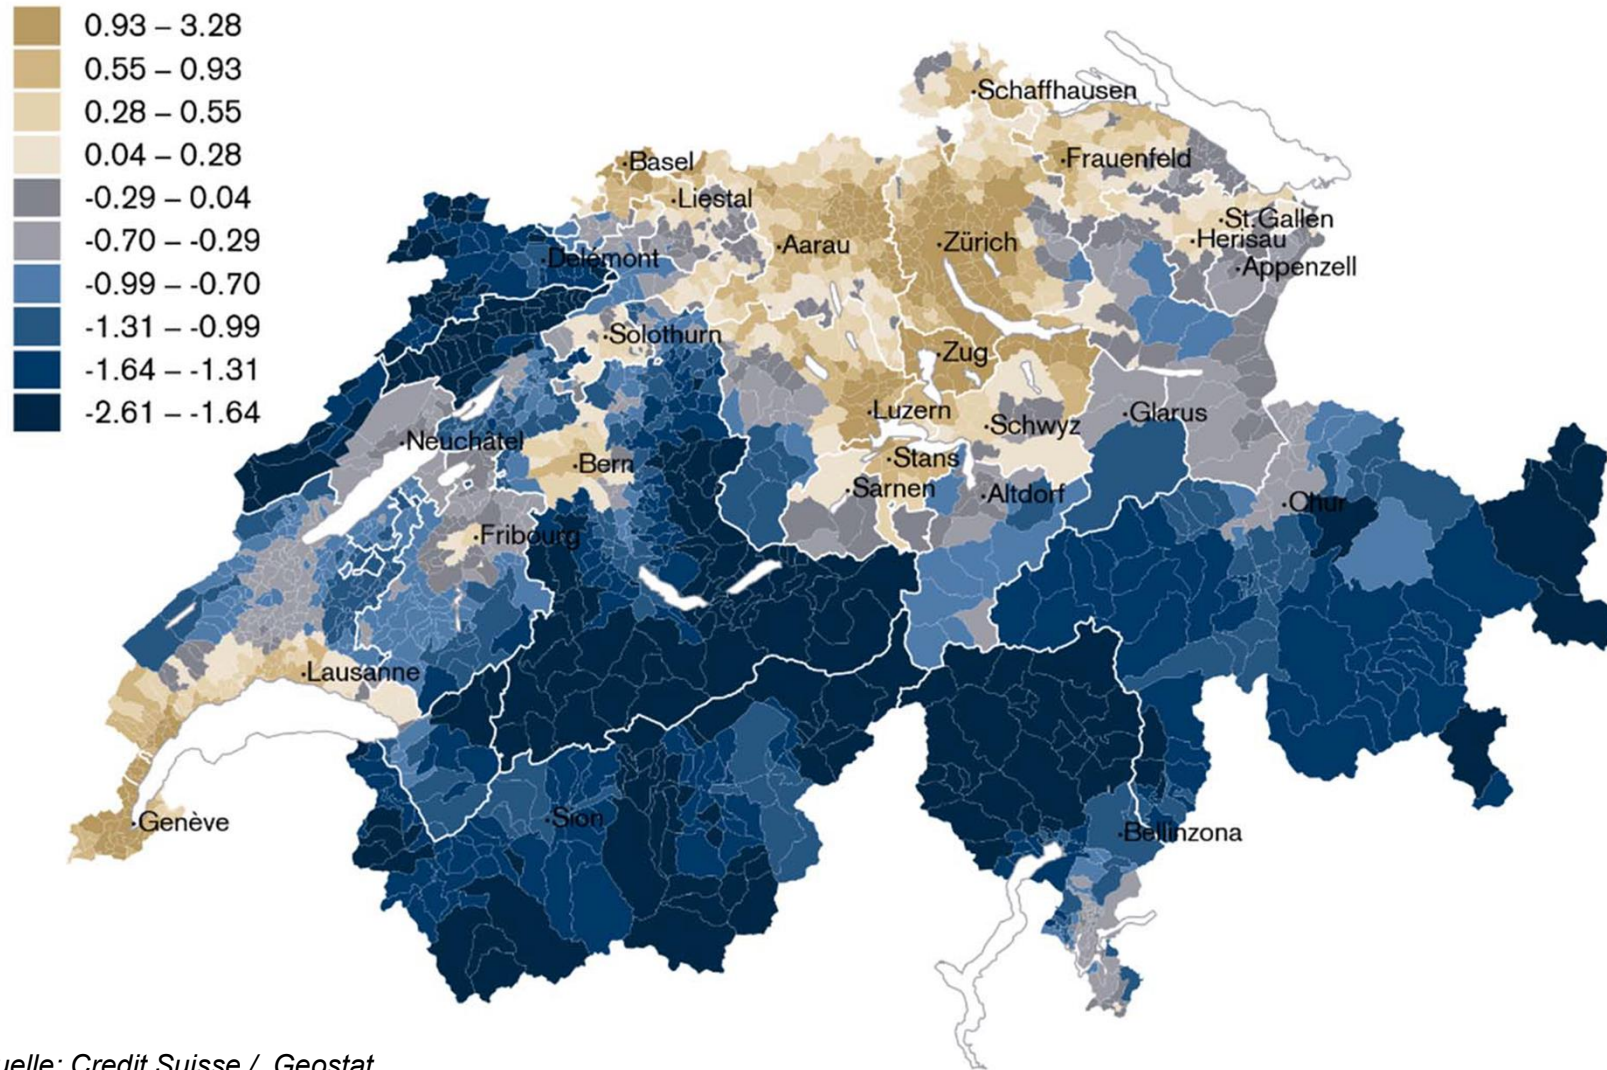 0.93 – 3.28
0.55 – 0.93
0.28 – 0.55
0.04 – 0.28
-0.29 – 0.04
-0.70 – -0.29
-0.99 – -0.70
-1.31 – -0.99
-1.64 – -1.31
-2.61 – -1.64
Schaffhausen
Basel
Frauenfeld
Liestal
St.Gallen
Aarau
Zürich
Herisau
Delémont
Appenzell
Solothurn
Zug
Luzern
Glarus
Schwyz
Neuchâtel
Bern
Stans
Sarnen
Altdorf
Chur
Fribourg
Lausanne
Genève
Sion
Bellinzona
uelle: Credit Suisse / Geostat